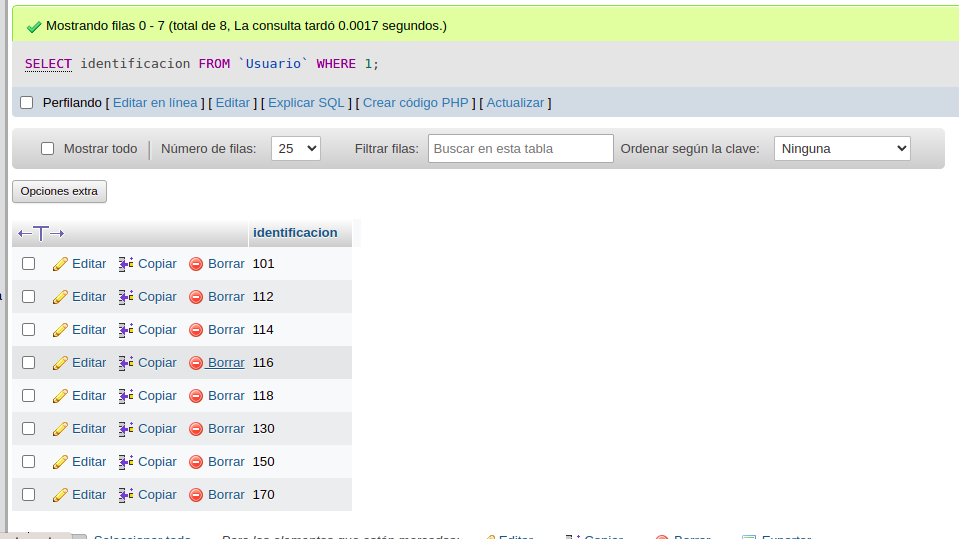 Mostrando filas 0 - 7 (total de 8, La consulta tardó 0.0017 segundos.)
SELECT identificacion FROM `Usuario` WHERE 1;
Perfilando [ Editar en línea ] [ Editar ] [ Explicar SQL ] [ Crear código PHP ] [ Actualizar ]
Mostrar todo Número de filas: 25 Filtrar filas: Buscar en esta tabla Ordenar según la clave: Ninguna
Opciones extra
←T→ identificacion
Editar Copiar Borrar 101
Editar Copiar Borrar 112
Editar Copiar Borrar 114
Editar Copiar Borrar 116
Editar Copiar Borrar 118
Editar Copiar Borrar 130
Editar Copiar Borrar 150
Editar Copiar Borrar 170
Seleccionar todo Para los elementos que están marcados: Editar Copiar Borrar Exportar